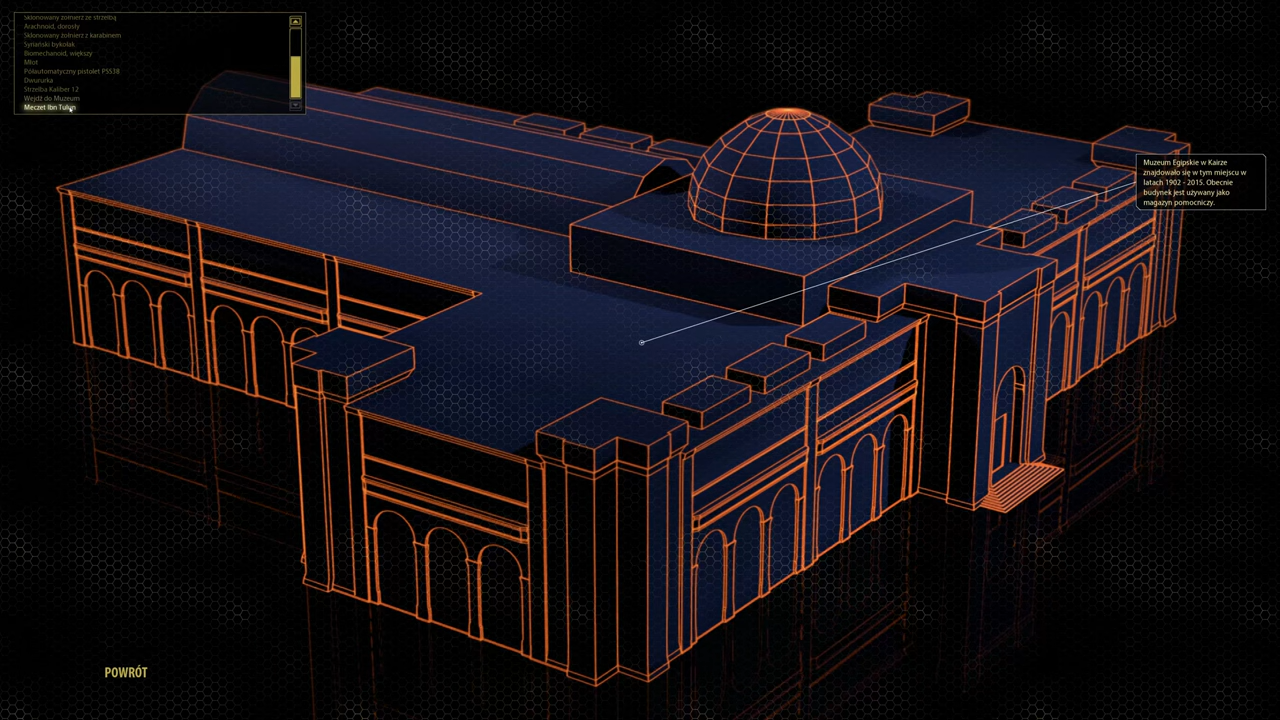 Sklonowany żołnierz ze strzelbą
Arachnoid, dorosły
Sklonowany żołnierz z karabinem
Syriański bykołak
Biomechanoid, większy
Młot
Półautomatyczny pistolet P5538
Dwururka
Strzelba Kaliber 12
Wejdź do Muzeum
Meczet Ibn Tulun
Muzeum Egipskie w Kairze
znajdowało się w tym miejscu w
latach 1902 - 2015. Obecnie
budynek jest używany jako
magazyn pomocniczy.
POWRÓT